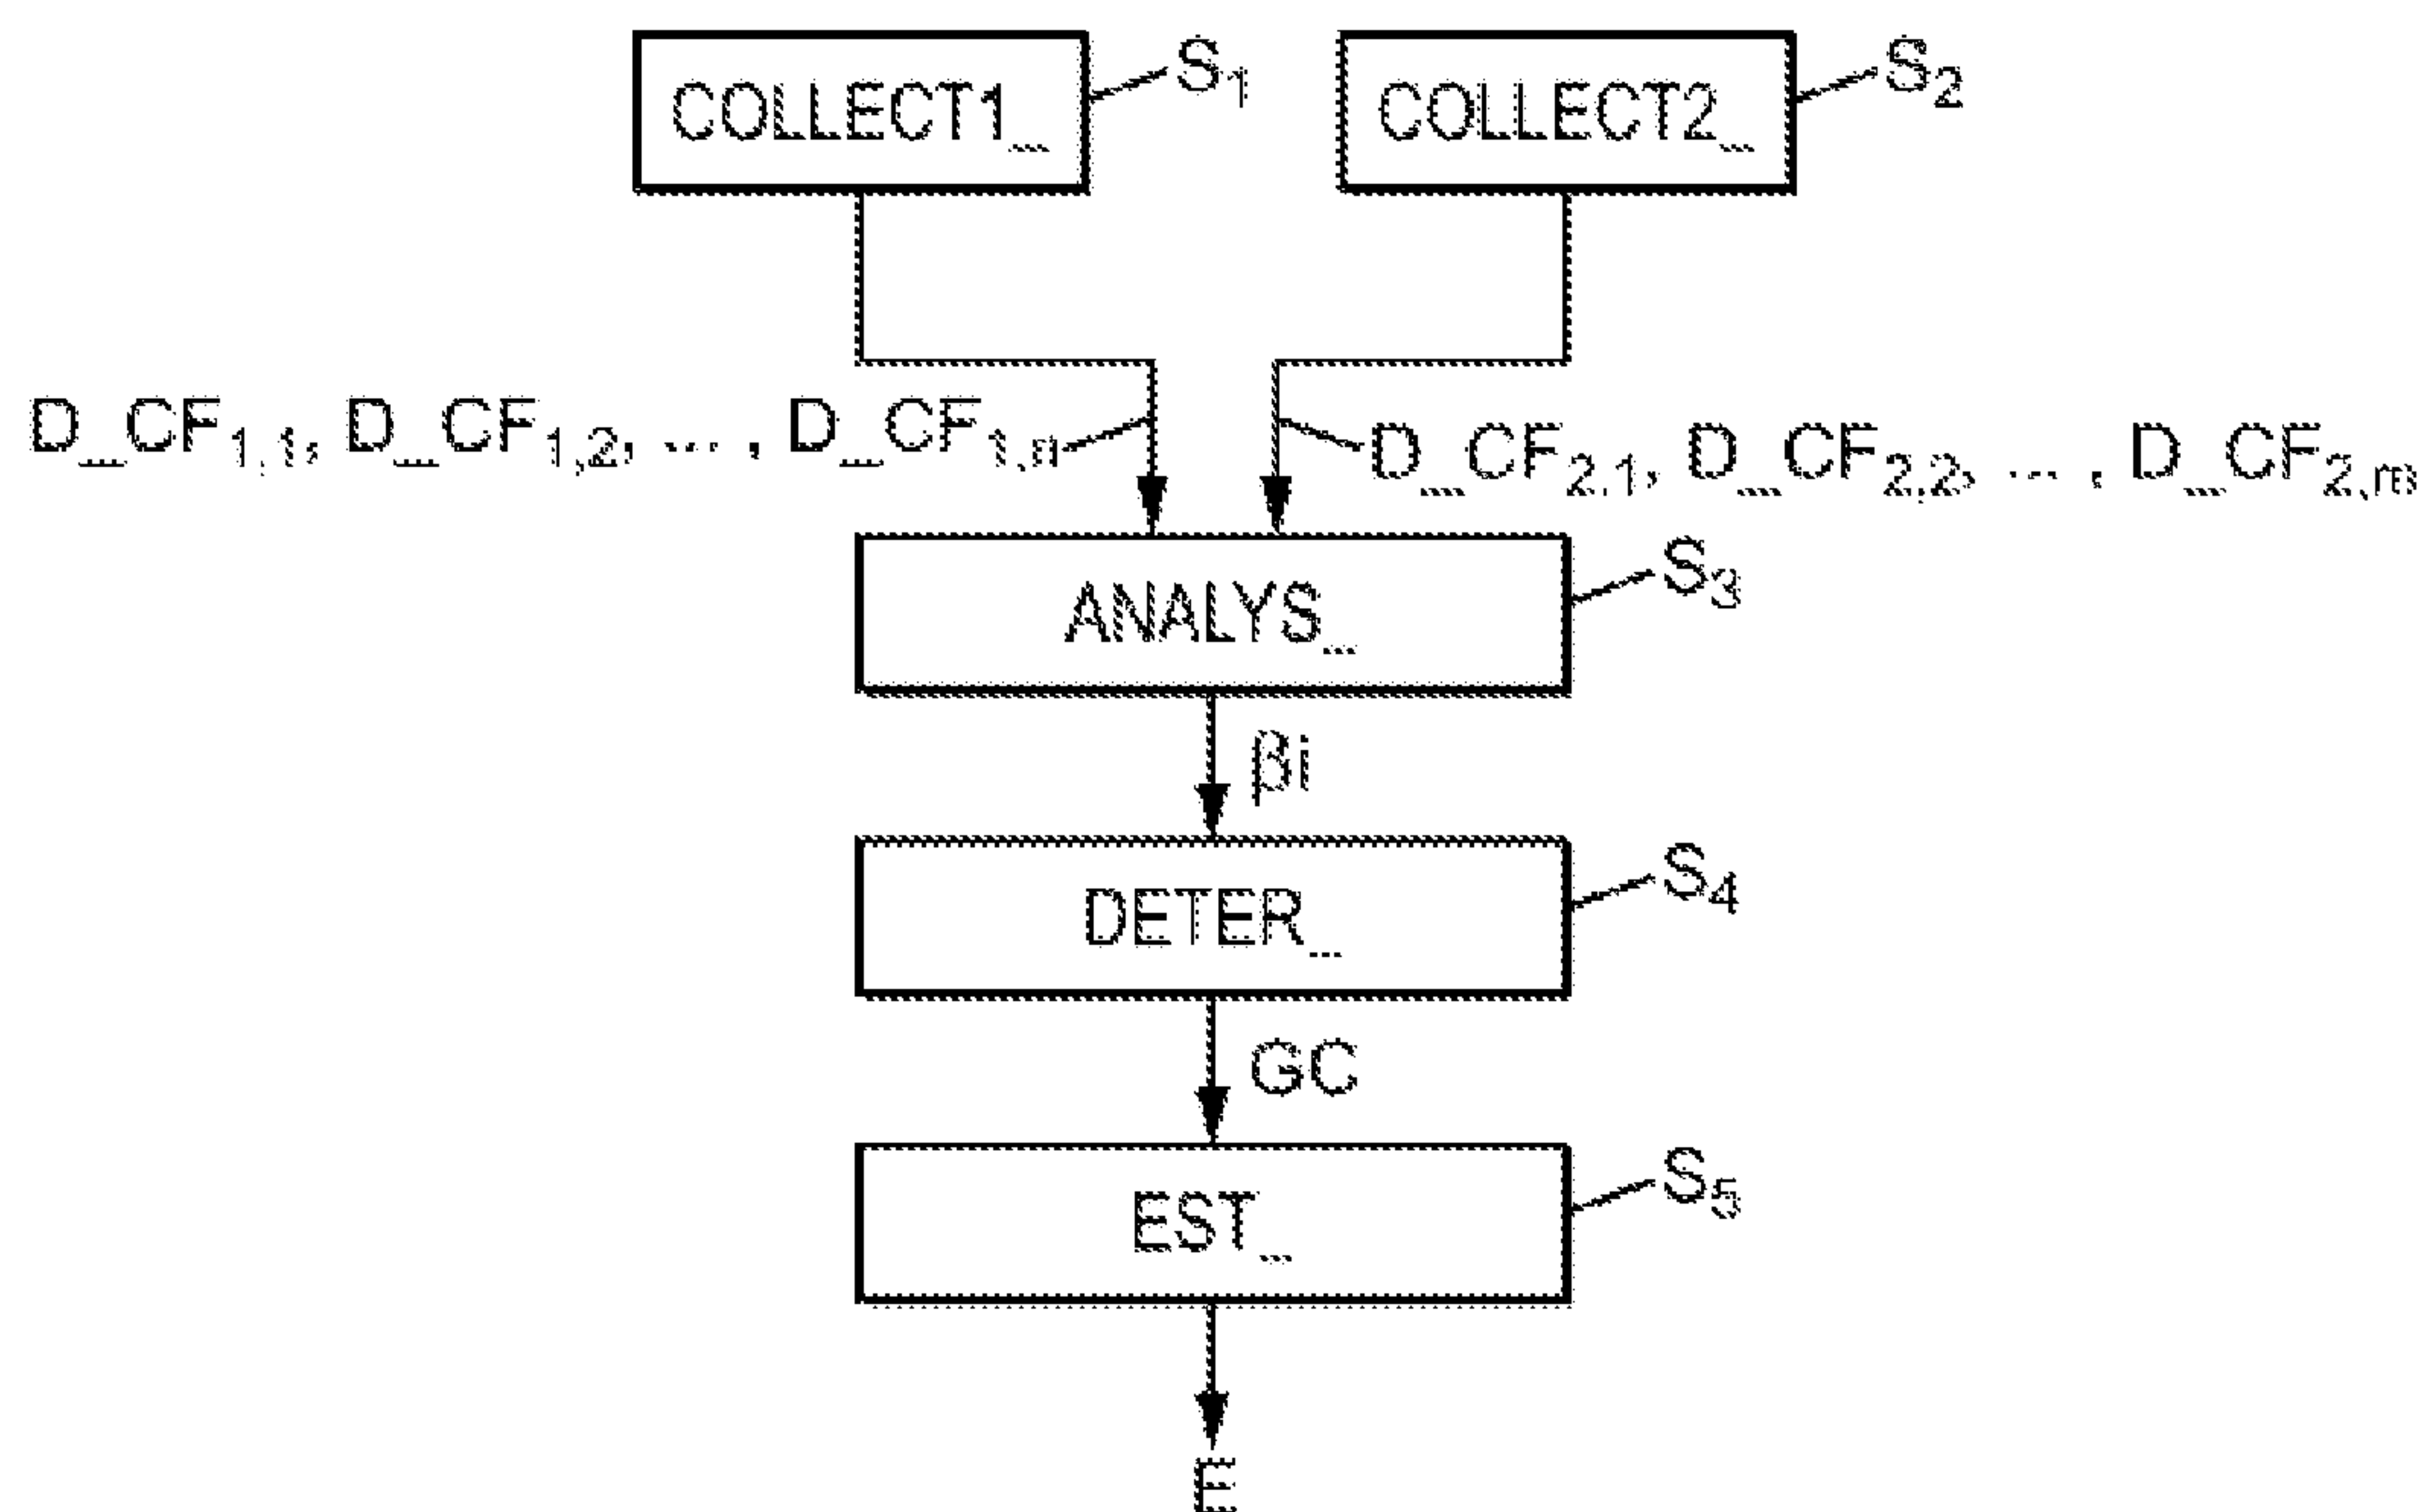 COLLECT1_ S1 COLLECT2_ S2
D_CF1,1, D_CF1,2, ... , D_CF1,n D_CF2,1, D_CF2,2, ... , D_CF2,m
ANALYS_ S3
βi
DETER_ S4
GC
EST_ S5
E